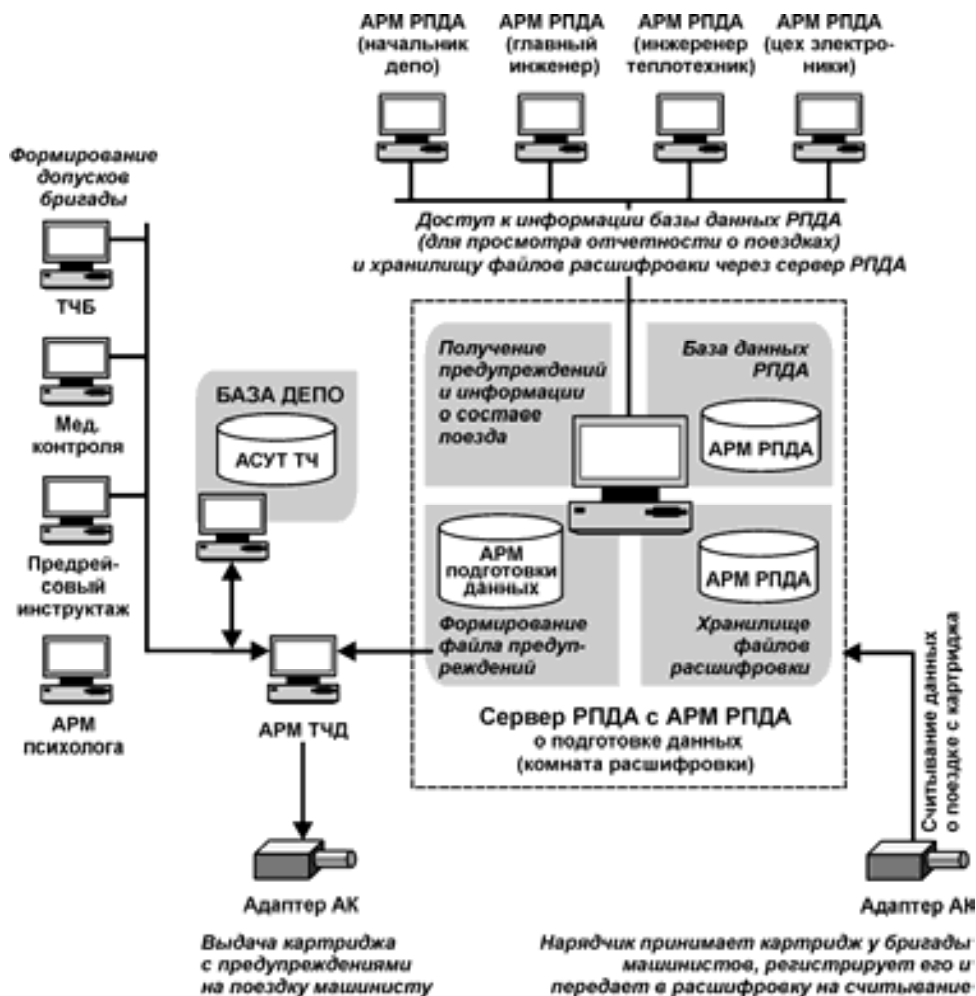 АРМ РПДА
(начальник
депо)
АРМ РПДА
(главный
инженер)
АРМ РПДА
(инжеренер
теплотехник)
АРМ РПДА
(цех электро-
ники)
Формирование
допусков
бригады
Доступ к информации базы данных РПДА
(для просмотра отчетности о поездках)
и хранилищу файлов расшифровки через сервер РПДА
ТЧБ
Мед.
контроля
Предрей-
совый
инструктаж
АРМ
психолога
БАЗА ДЕПО
АСУТ ТЧ
АРМ ТЧД
Получение
предупреждений
и информации
о составе
поезда
База данных
РПДА
АРМ РПДА
АРМ
подготовки
данных
Формирование
файла предуп-
реждений
АРМ РПДА
Хранилище
файлов
расшифровки
Сервер РПДА с АРМ РПДА
о подготовке данных
(комната расшифровки)
Считывание данных
о поездке с картриджа
Адаптер АК
Выдача картриджа
с предупреждениями
на поездку машинисту
Адаптер АК
Нарядчик принимает картридж у бригады
машинистов, регистрирует его и
передает в расшифровку на считывание